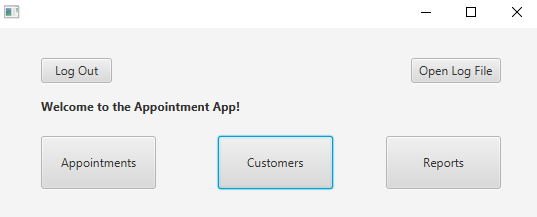 Log Out
Open Log File
Welcome to the Appointment App!
Appointments
Customers
Reports